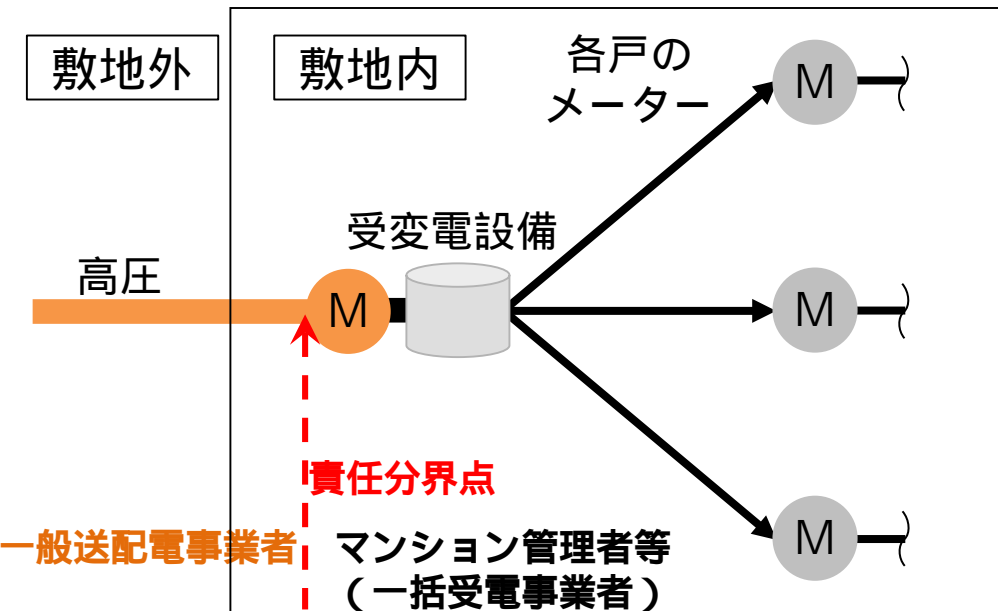 敷地外
敷地内
各戸の
メーター
M
受変電設備
高圧
M
M
責任分界点
一般送配電事業者
マンション管理者等
（一括受電事業者）
M